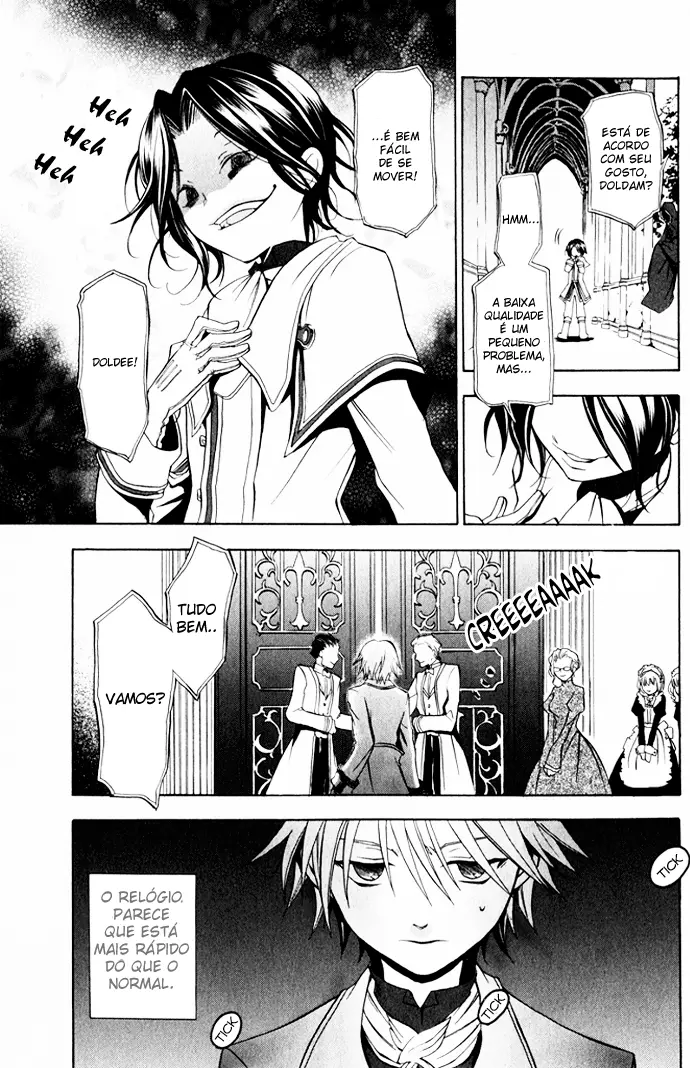 ESTÁ DE
ACORDO
COM SEU
GOSTO,
DOLDAM?
HMM...
A BAIXA
QUALIDADE
É UM
PEQUENO
PROBLEMA,
MAS...
...É BEM
FÁCIL
DE SE
MOVER!
Heh
Heh
Heh
DOLDEE!
CREEEEAAAAK
TUDO
BEM..
VAMOS?
TICK
O RELÓGIO.
PARECE
QUE ESTÁ
MAIS RÁPIDO
DO QUE O
NORMAL.
TICK
TICK